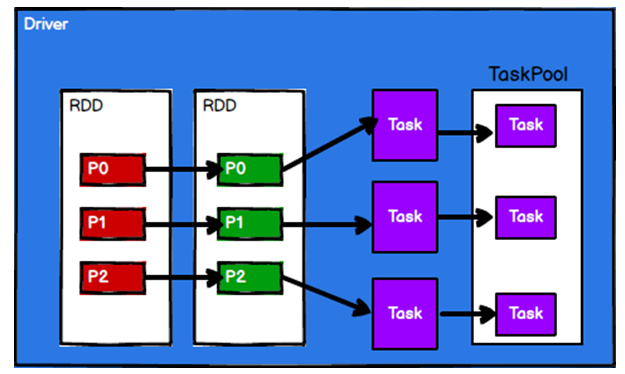 Driver
TaskPool
RDD
RDD
Task
Task
P0
P0
P1
P1
Task
Task
P2
P2
Task
Task